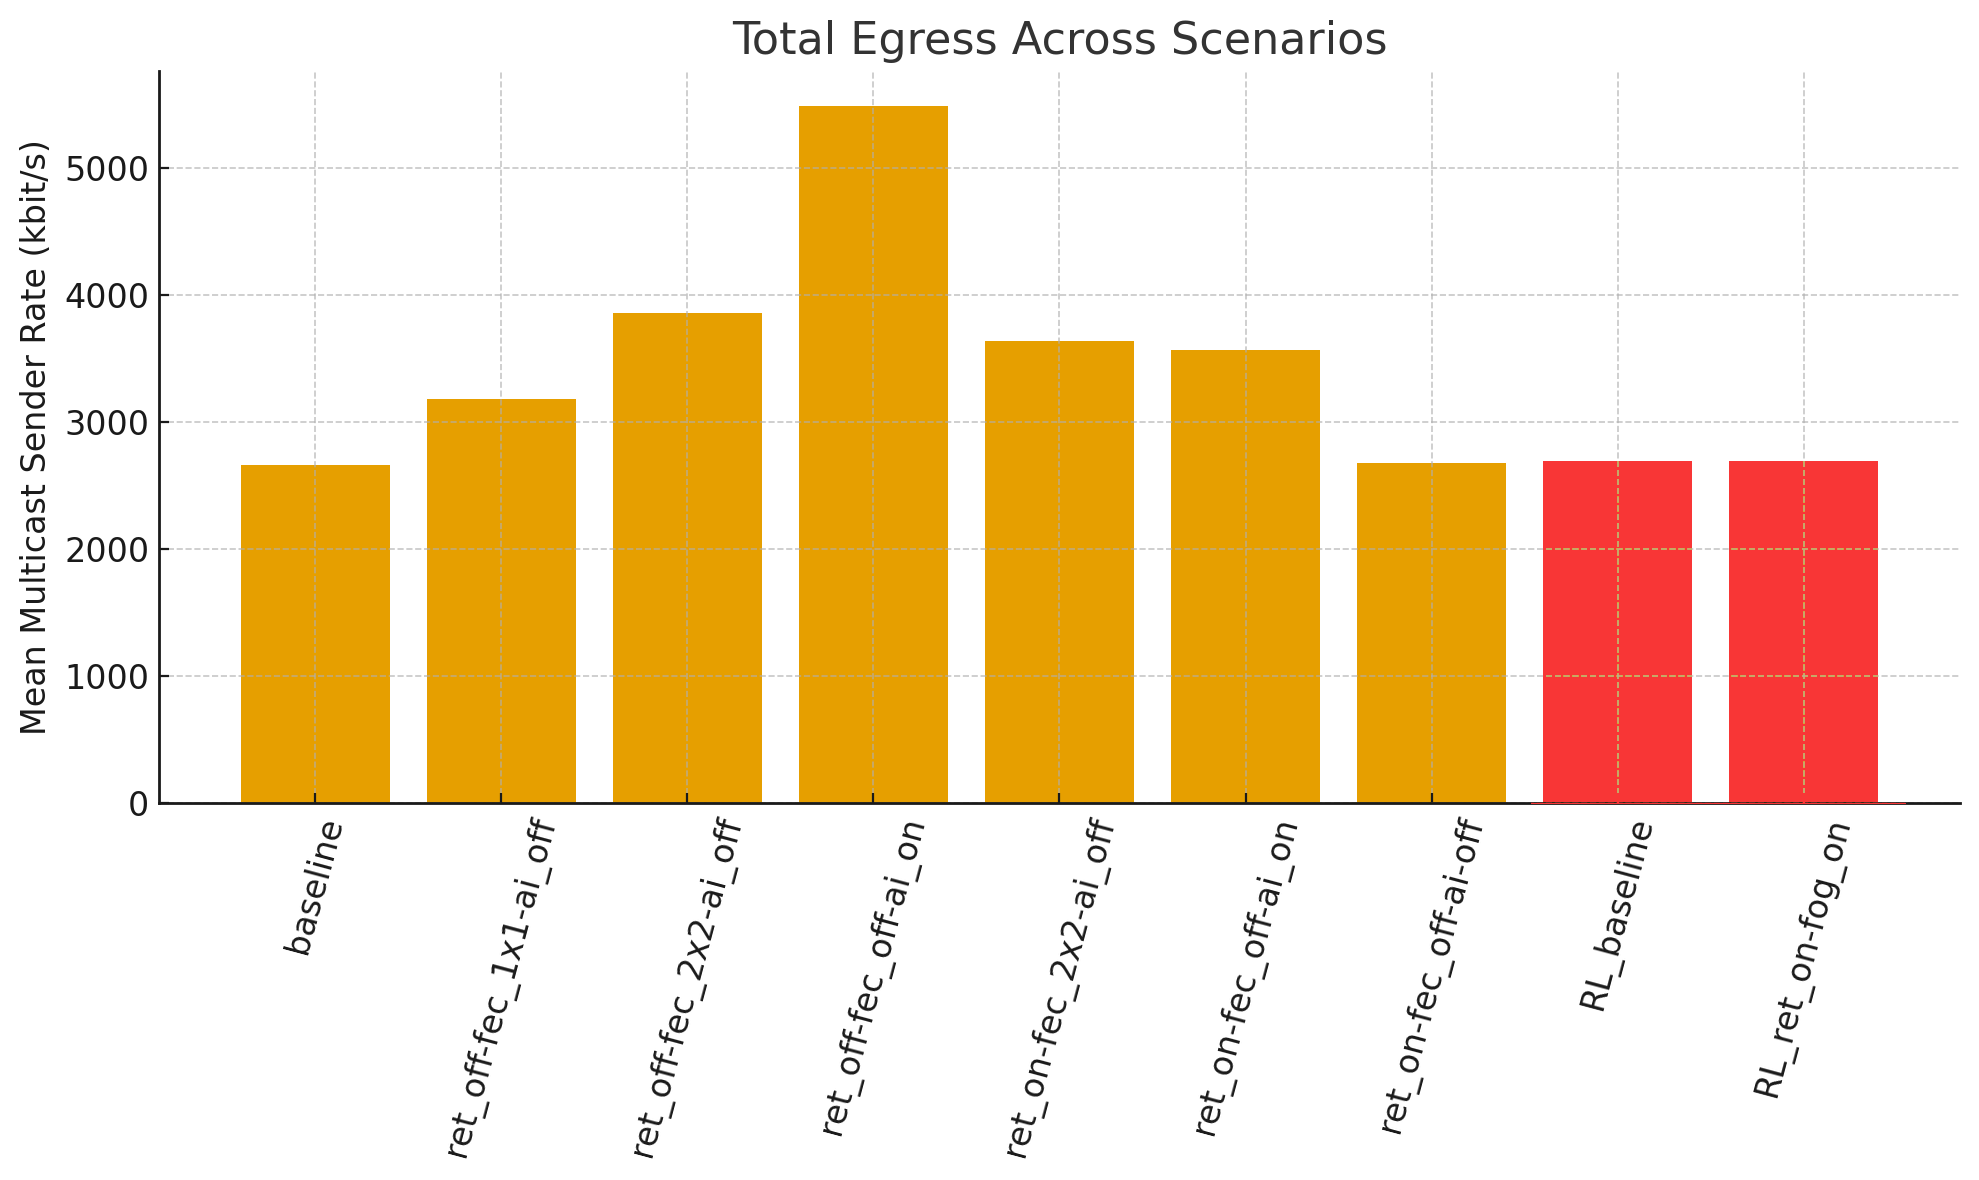 Total Egress Across Scenarios
Mean Multicast Sender Rate (kbit/s)
5000
4000
3000
2000
1000
0
baseline
ret_off-fec_1x1-ai_off
ret_off-fec_2x2-ai_off
ret_off-fec_off-ai_on
ret_on-fec_2x2-ai_off
ret_on-fec_off-ai_on
ret_on-fec_off-ai-off
RL_baseline
RL_ret_on-fog_on